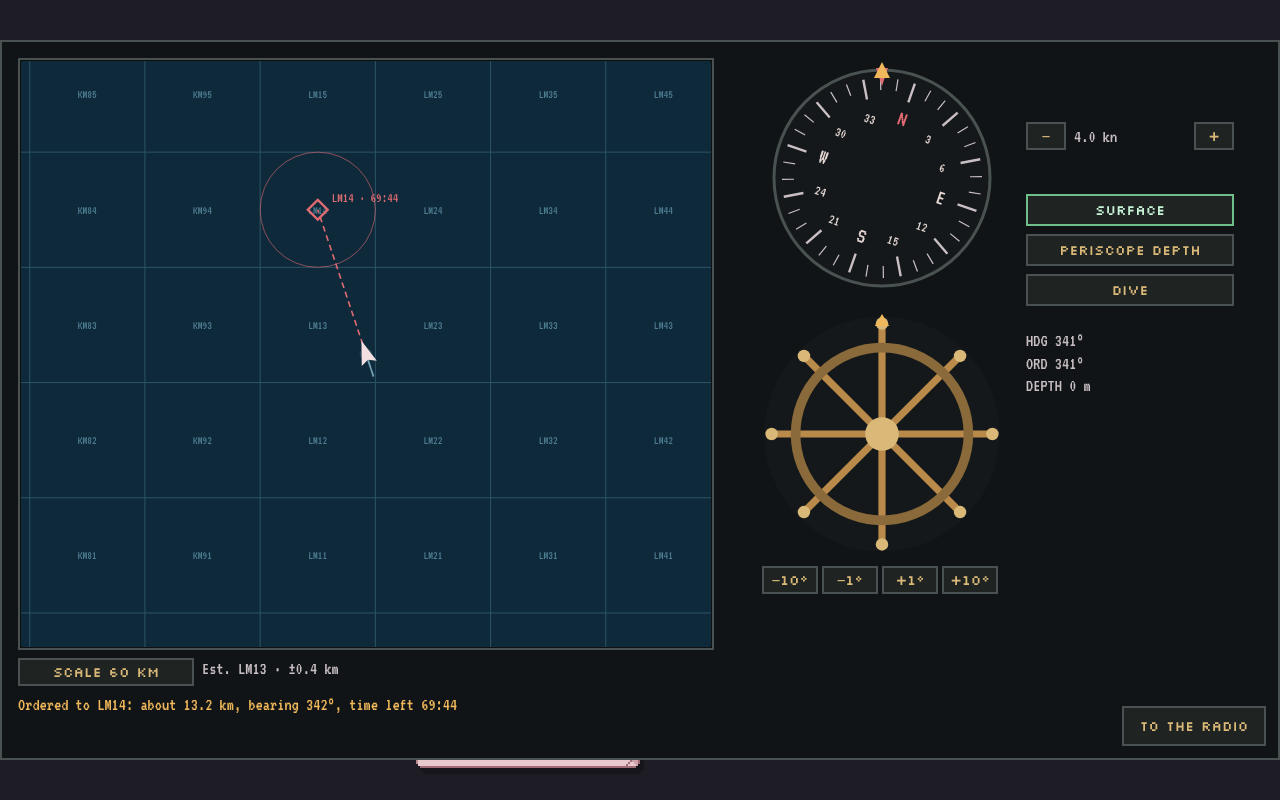 KM85 KM95 LM15 LM25 LM35 LM45
LM14 · 69:44
KM84 KM94 LM24 LM34 LM44
KM83 KM93 LM13 LM23 LM33 LM43
KM82 KM92 LM12 LM22 LM32 LM42
KM81 KM91 LM11 LM21 LM31 LM41
SCALE 60 KM
Est. LM13 · ±0.4 km
Ordered to LM14: about 13.2 km, bearing 342°, time left 69:44
N 3 6 E 12 15 S 21 24 W 30 33
−10° −1° +1° +10°
− 4.0 kn +
SURFACE
PERISCOPE DEPTH
DIVE
HDG 341°
ORD 341°
DEPTH 0 m
TO THE RADIO